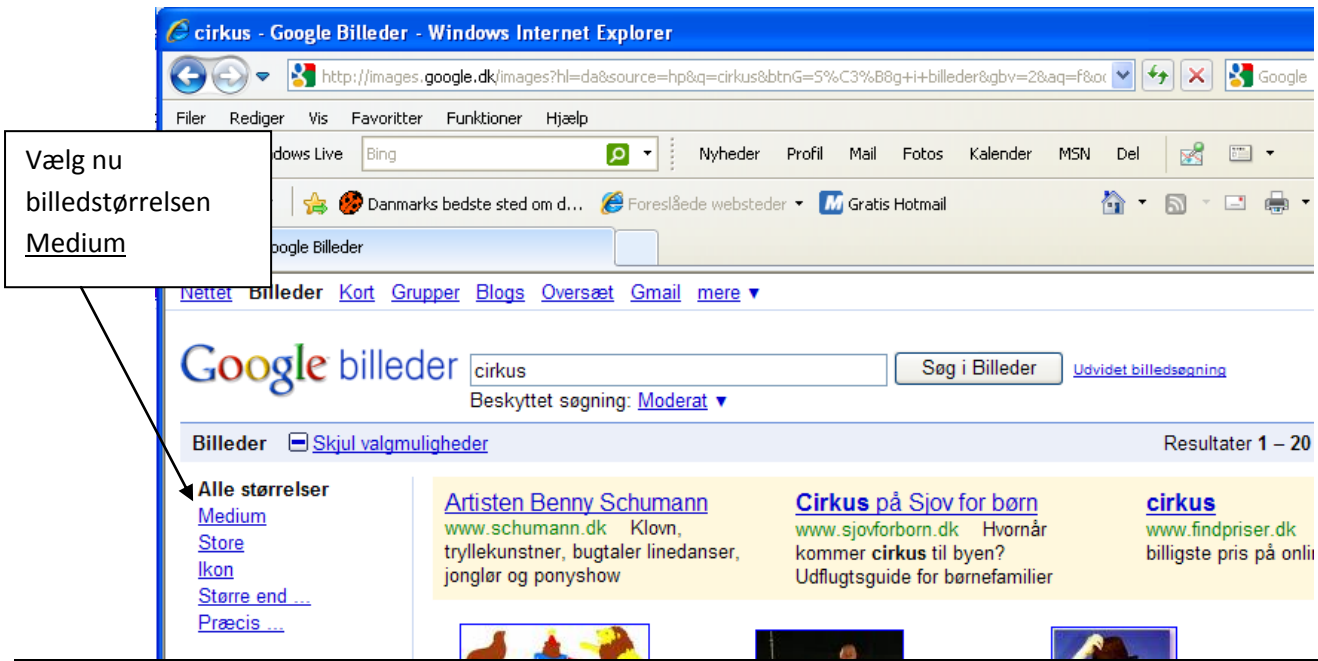 cirkus - Google Billeder - Windows Internet Explorer
http://images.google.dk/images?hl=da&source=hp&q=cirkus&btnG=S%C3%B8g+i+billeder&gbv=2&aq=f&oc
Google
Filer Rediger Vis Favoritter Funktioner Hjælp
Vælg nu
billedstørrelsen
Medium
dows Live Bing Nyheder Profil Mail Fotos Kalender MSN Del
Danmarks bedste sted om d... Foreslåede websteder Gratis Hotmail
oogle Billeder
Nettet Billeder Kort Grupper Blogs Oversæt Gmail mere ▼
Google billeder cirkus Søg i Billeder Udvidet billedsøgning
Beskyttet søgning: Moderat ▼
Billeder Skjul valgmuligheder Resultater 1 – 20
Alle størrelser
Medium
Store
Ikon
Større end ...
Præcis ...
Artisten Benny Schumann
www.schumann.dk Klovn,
tryllekunstner, bugtaler linedanser,
jonglør og ponyshow
Cirkus på Sjov for børn
www.sjovforborn.dk Hvornår
kommer cirkus til byen?
Udflugtsguide for børnefamilier
cirkus
www.findpriser.dk
billigste pris på onli